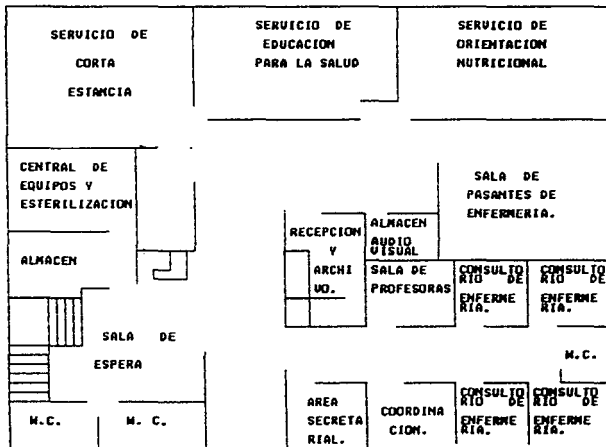 SERVICIO DE
CORTA
ESTANCIA
SERVICIO DE
EDUCACION
PARA LA SALUD
SERVICIO DE
ORIENTACION
NUTRICIONAL
CENTRAL DE
EQUIPOS Y
ESTERILIZACION
SALA DE
PASANTES DE
ENFERMERIA.
RECEPCION
Y
ARCHI
VO.
ALMACEN
AUDIO
VISUAL
ALMACEN
SALA DE
PROFESORAS
CONSULTO
RIO DE
ENFERME
RIA.
CONSULTO
RIO DE
ENFERME
RIA.
SALA DE
ESPERA
W.C.
W.C.
W. C.
AREA
SECRETA
RIAL.
COORDINA
CION.
CONSULTO
RIO DE
ENFERME
RIA.
CONSULTO
RIO DE
ENFERME
RIA.